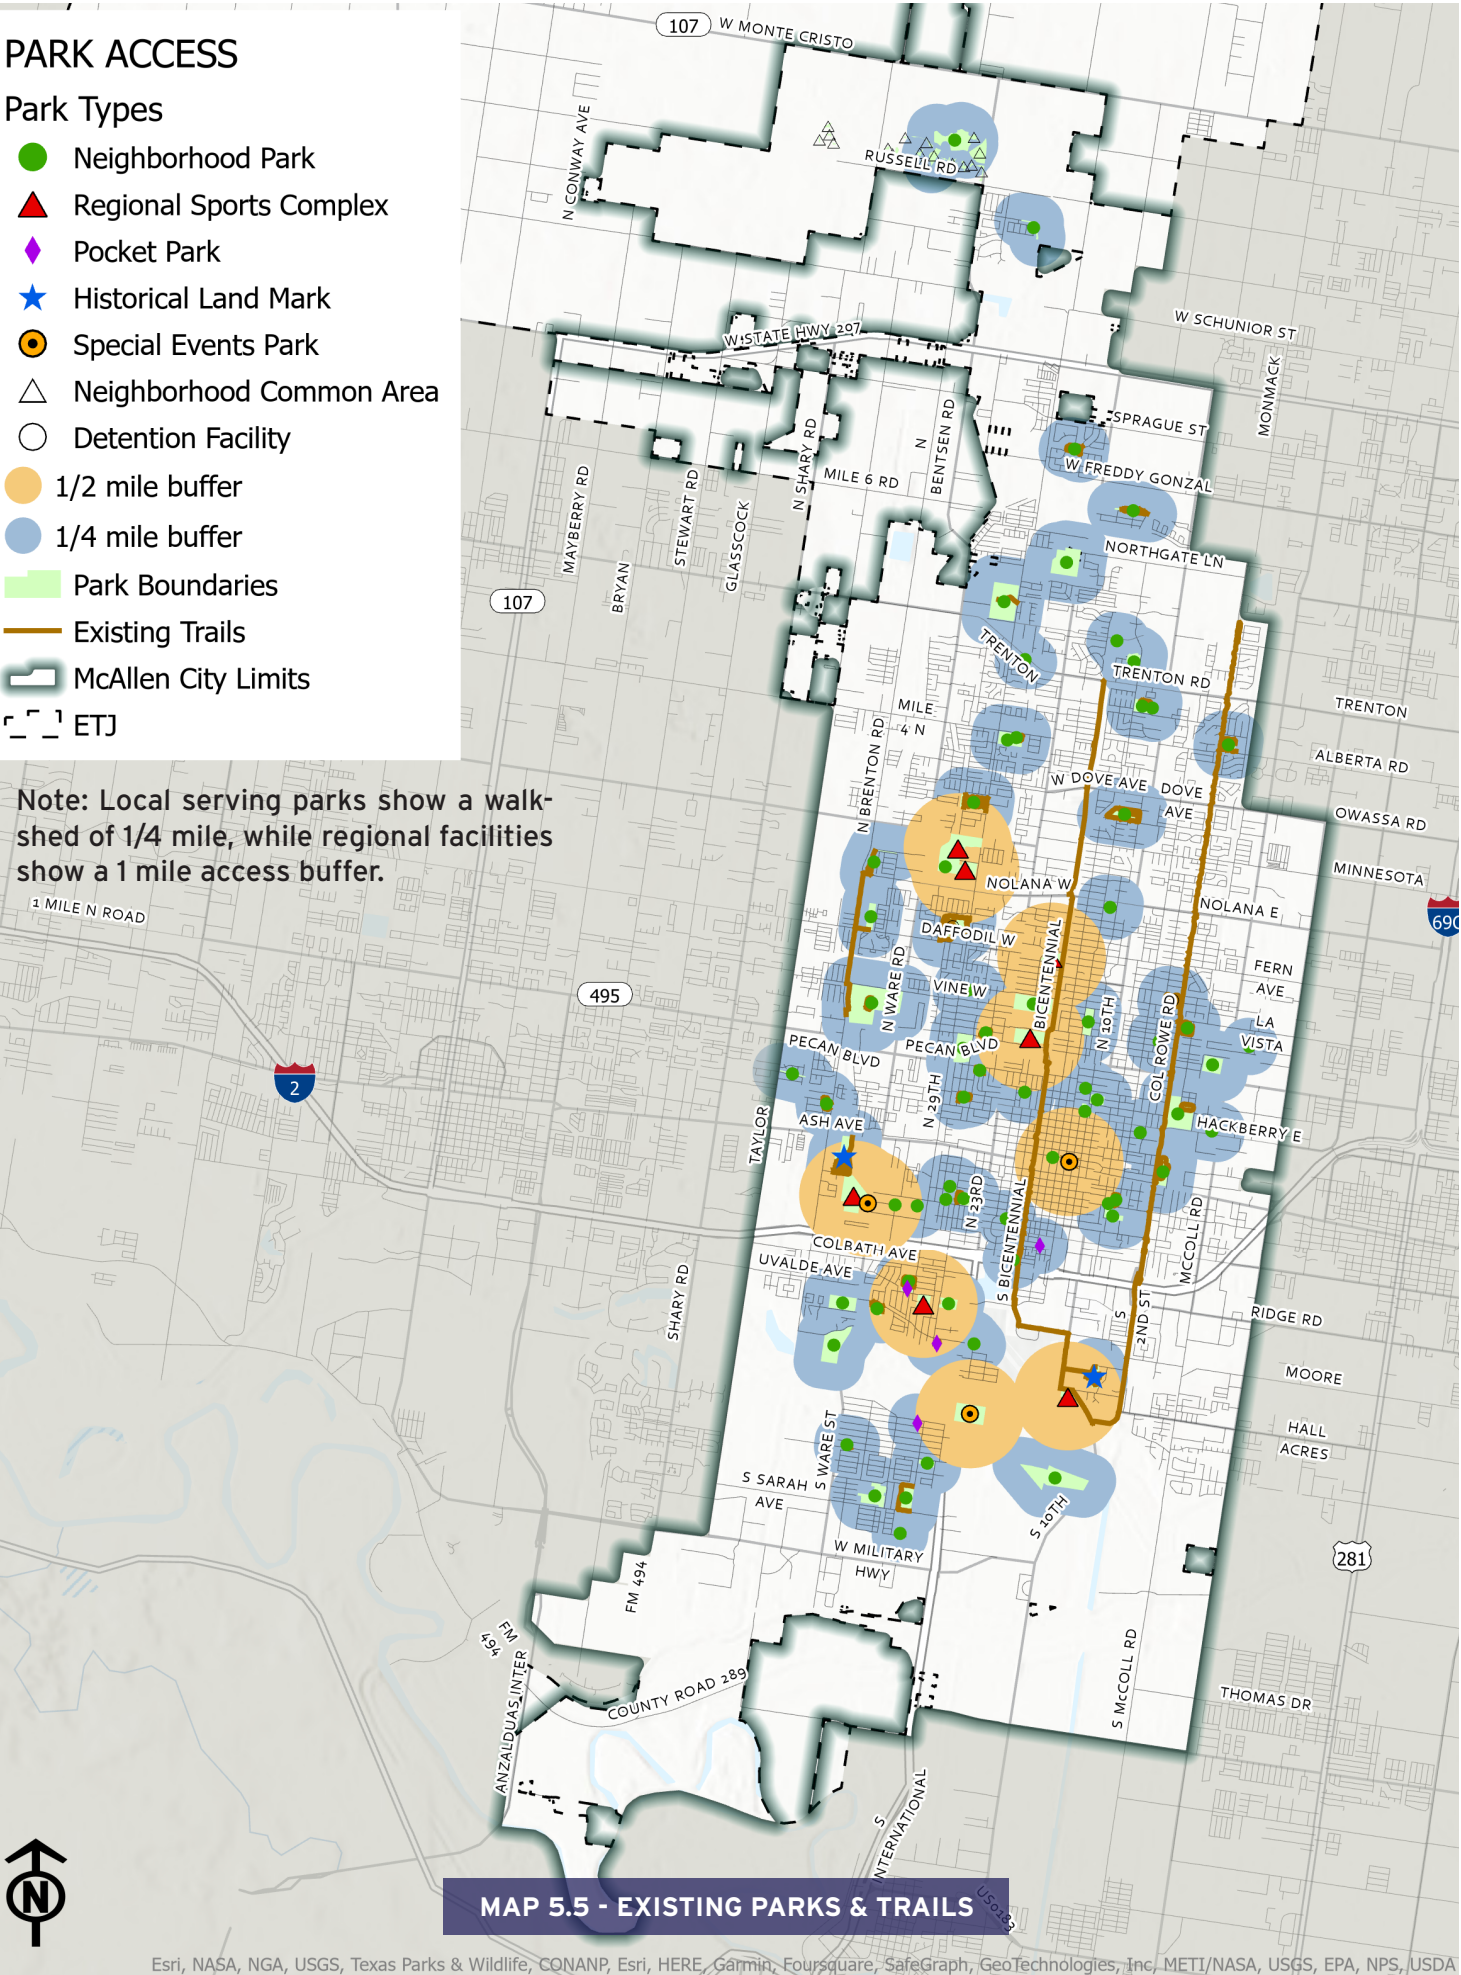 PARK ACCESS
Park Types
Neighborhood Park
Regional Sports Complex
Pocket Park
Historical Land Mark
Special Events Park
Neighborhood Common Area
Detention Facility
1/2 mile buffer
1/4 mile buffer
Park Boundaries
Existing Trails
McAllen City Limits
ETJ
Note: Local serving parks show a walk-
shed of 1/4 mile, while regional facilities
show a 1 mile access buffer.
107
W MONTE CRISTO
N CONWAY AVE
RUSSELL RD
W SCHUNIOR ST
W STATE HWY 207
MONMACK
SPRAGUE ST
N
BENTSEN RD
N SHARY RD
MILE 6 RD
W FREDDY GONZAL
MAYBERRY RD
STEWART RD
GLASSCOCK
BRYAN
107
NORTHGATE LN
TRENTON
TRENTON RD
TRENTON
MILE
4 N
N BRENTON RD
ALBERTA RD
W DOVE AVE
DOVE
AVE
OWASSA RD
MINNESOTA
NOLANA W
NOLANA E
1 MILE N ROAD
69C
DAFFODIL W
BICENTENNIAL
N WARE RD
VINE W
FERN
AVE
495
N 10TH
COL ROWE RD
LA
VISTA
PECAN BLVD
PECAN BLVD
2
N 29TH
TAYLOR
ASH AVE
HACKBERRY E
N 23RD
S BICENTENNIAL
MCCOLL RD
COLBATH AVE
UVALDE AVE
SHARY RD
S
2ND ST
RIDGE RD
MOORE
HALL
ACRES
S WARE ST
S SARAH
AVE
S 10TH
W MILITARY
HWY
281
FM 494
FM
494
ANZALDUAS INTER
COUNTY ROAD 289
S McCOLL RD
THOMAS DR
S
INTERNATIONAL
US0183
N
MAP 5.5 - EXISTING PARKS & TRAILS
Esri, NASA, NGA, USGS, Texas Parks & Wildlife, CONANP, Esri, HERE, Garmin, Foursquare, SafeGraph, GeoTechnologies, Inc, METI/NASA, USGS, EPA, NPS, USDA